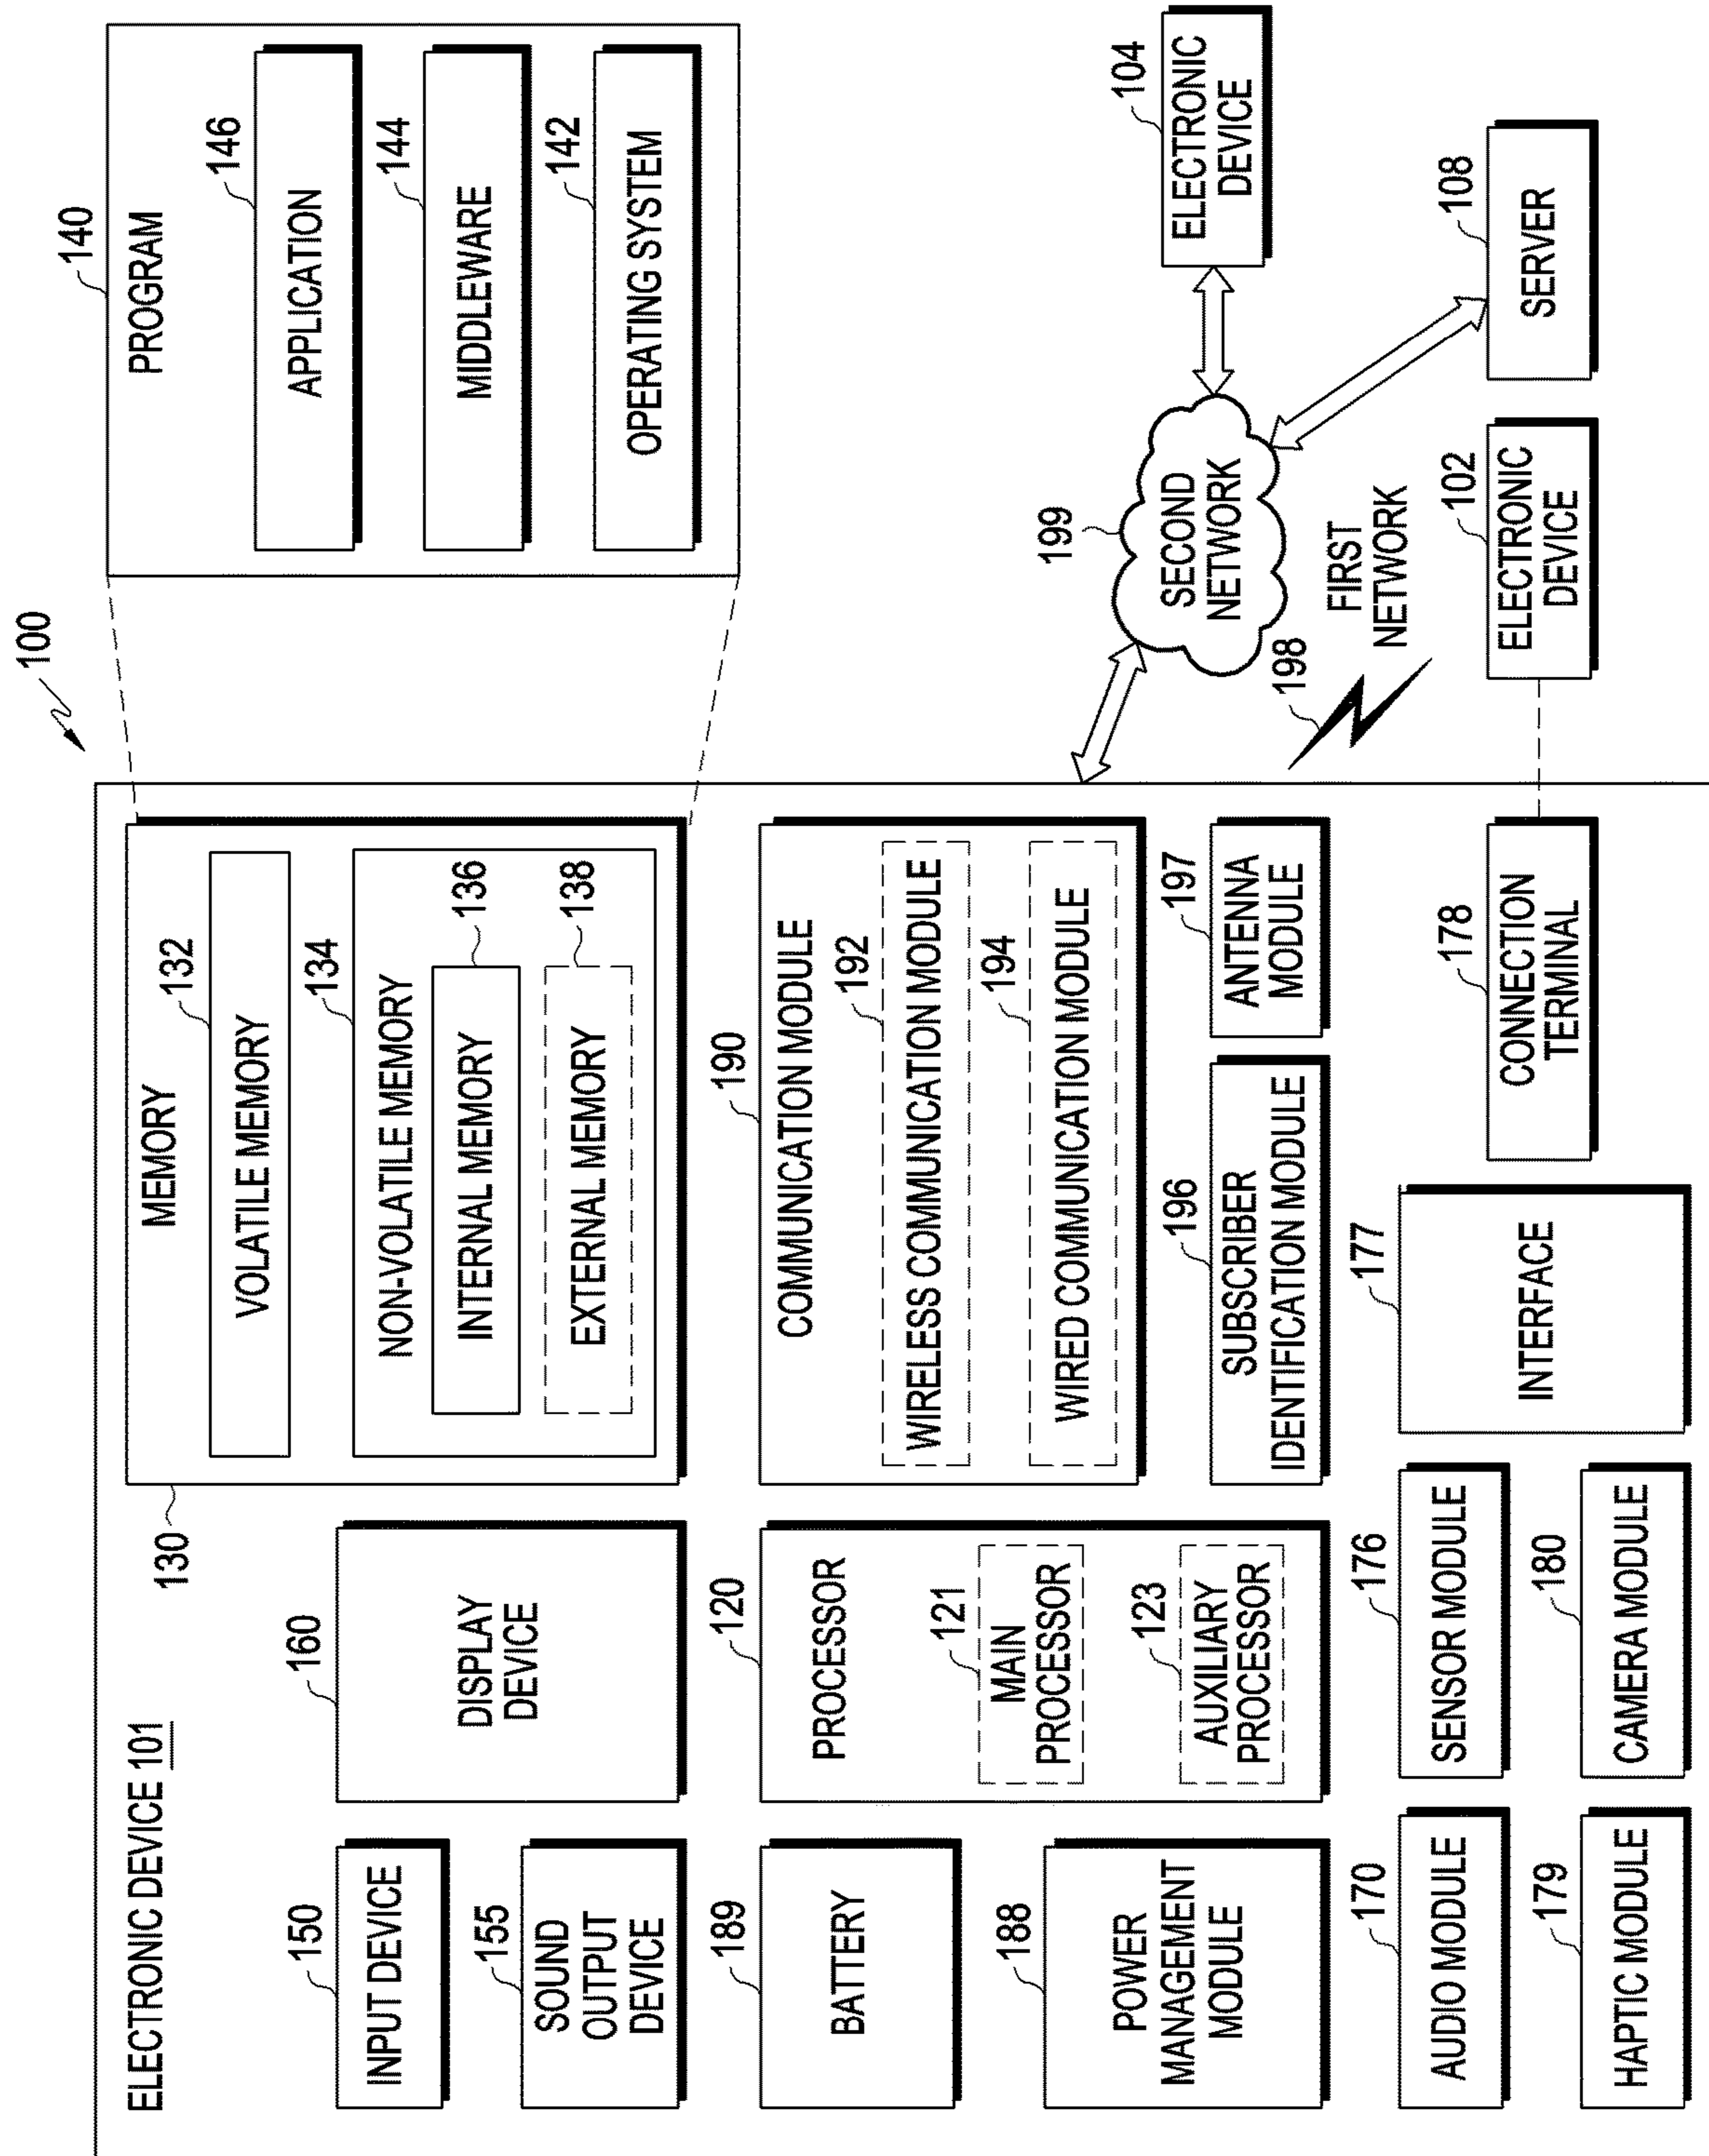 100
ELECTRONIC DEVICE 101
150
INPUT DEVICE
155
SOUND
OUTPUT
DEVICE
160
DISPLAY
DEVICE
130
MEMORY
132
VOLATILE MEMORY
134
NON-VOLATILE MEMORY
136
INTERNAL MEMORY
138
EXTERNAL MEMORY
140
PROGRAM
146
APPLICATION
144
MIDDLEWARE
142
OPERATING SYSTEM
189
BATTERY
188
POWER
MANAGEMENT
MODULE
120
PROCESSOR
121
MAIN
PROCESSOR
123
AUXILIARY
PROCESSOR
190
COMMUNICATION MODULE
192
WIRELESS COMMUNICATION MODULE
194
WIRED COMMUNICATION MODULE
196
SUBSCRIBER
IDENTIFICATION MODULE
197
ANTENNA
MODULE
199
SECOND
NETWORK
104
ELECTRONIC
DEVICE
198
FIRST
NETWORK
108
SERVER
170
AUDIO MODULE
176
SENSOR MODULE
177
INTERFACE
178
CONNECTION
TERMINAL
102
ELECTRONIC
DEVICE
179
HAPTIC MODULE
180
CAMERA MODULE